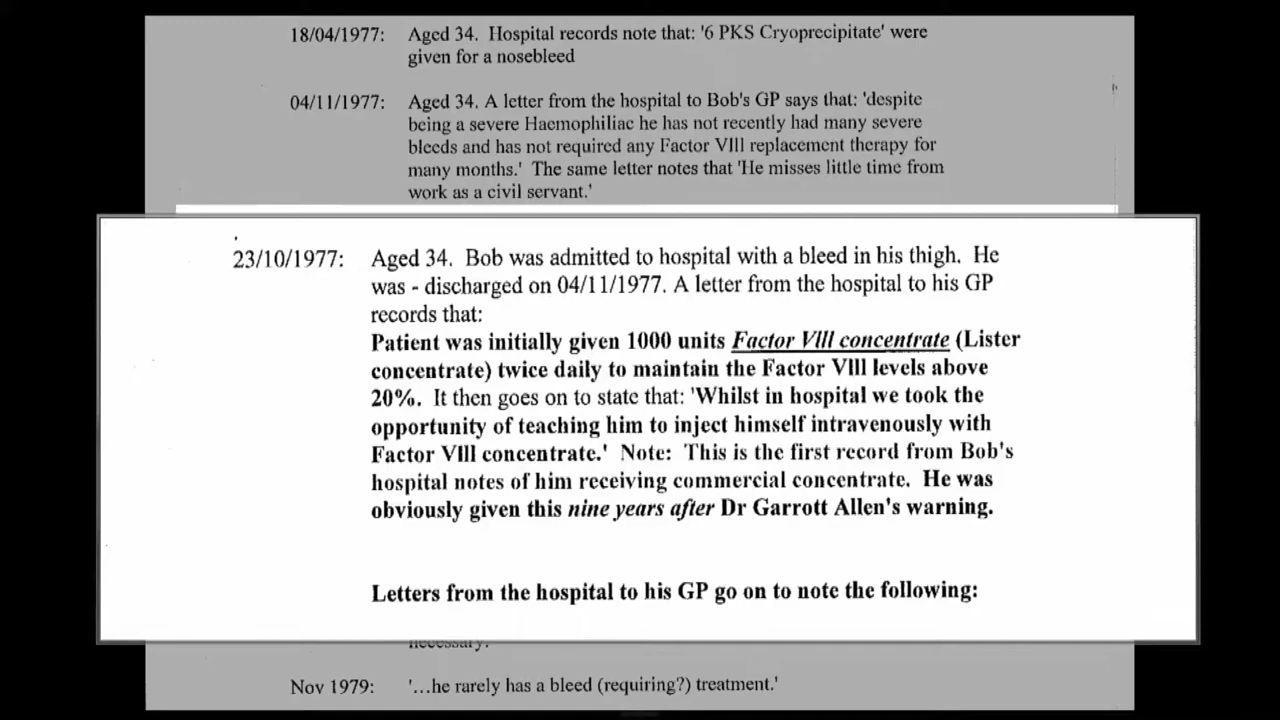 18/04/1977: Aged 34. Hospital records note that: '6 PKS Cryoprecipitate' were
given for a nosebleed
04/11/1977: Aged 34. A letter from the hospital to Bob's GP says that: 'despite
being a severe Haemophiliac he has not recently had many severe
bleeds and has not required any Factor VIII replacement therapy for
many months.' The same letter notes that 'He misses little time from
work as a civil servant.'
23/10/1977: Aged 34. Bob was admitted to hospital with a bleed in his thigh. He
was - discharged on 04/11/1977. A letter from the hospital to his GP
records that:
Patient was initially given 1000 units Factor VIII concentrate (Lister
concentrate) twice daily to maintain the Factor VIII levels above
20%. It then goes on to state that: 'Whilst in hospital we took the
opportunity of teaching him to inject himself intravenously with
Factor VIII concentrate.' Note: This is the first record from Bob's
hospital notes of him receiving commercial concentrate. He was
obviously given this nine years after Dr Garrott Allen's warning.
Letters from the hospital to his GP go on to note the following:
necessary.
Nov 1979: '...he rarely has a bleed (requiring?) treatment.'